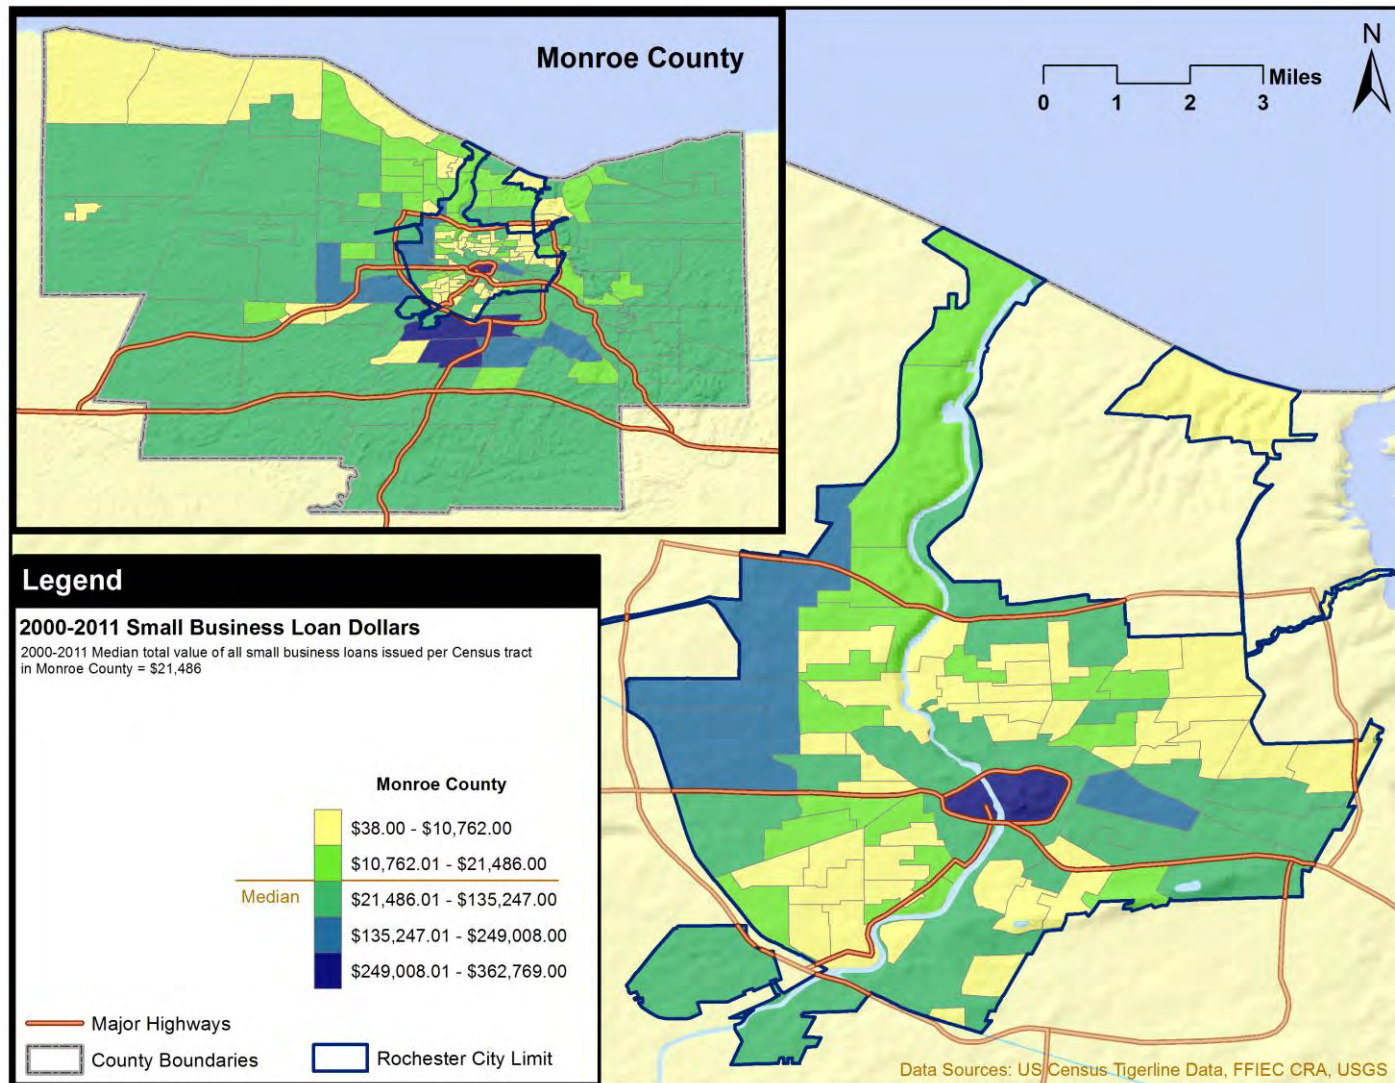 Monroe County
N
Miles
0 1 2 3
Legend
2000-2011 Small Business Loan Dollars
2000-2011 Median total value of all small business loans issued per Census tract
in Monroe County = $21,486
Monroe County
$38.00 - $10,762.00
$10,762.01 - $21,486.00
Median
$21,486.01 - $135,247.00
$135,247.01 - $249,008.00
$249,008.01 - $362,769.00
Major Highways
County Boundaries
Rochester City Limit
Data Sources: US Census Tigerline Data, FFIEC CRA, USGS